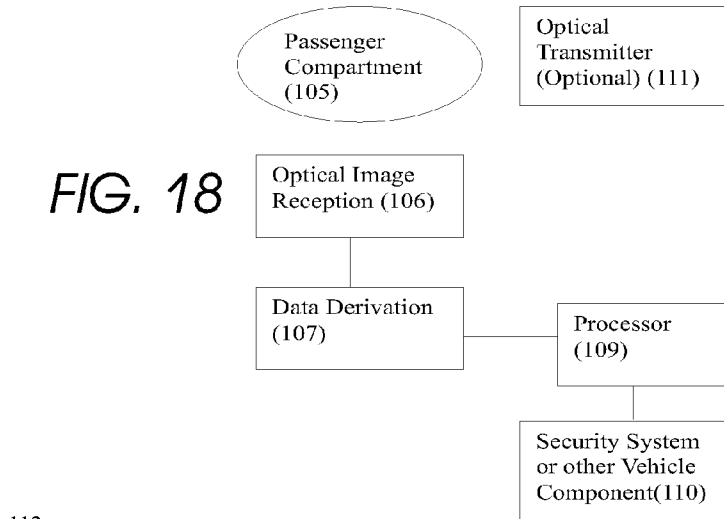 Passenger
Compartment
(105)
Optical
Transmitter
(Optional) (111)
FIG. 18
Optical Image
Reception (106)
Data Derivation
(107)
Processor
(109)
Security System
or other Vehicle
Component(110)